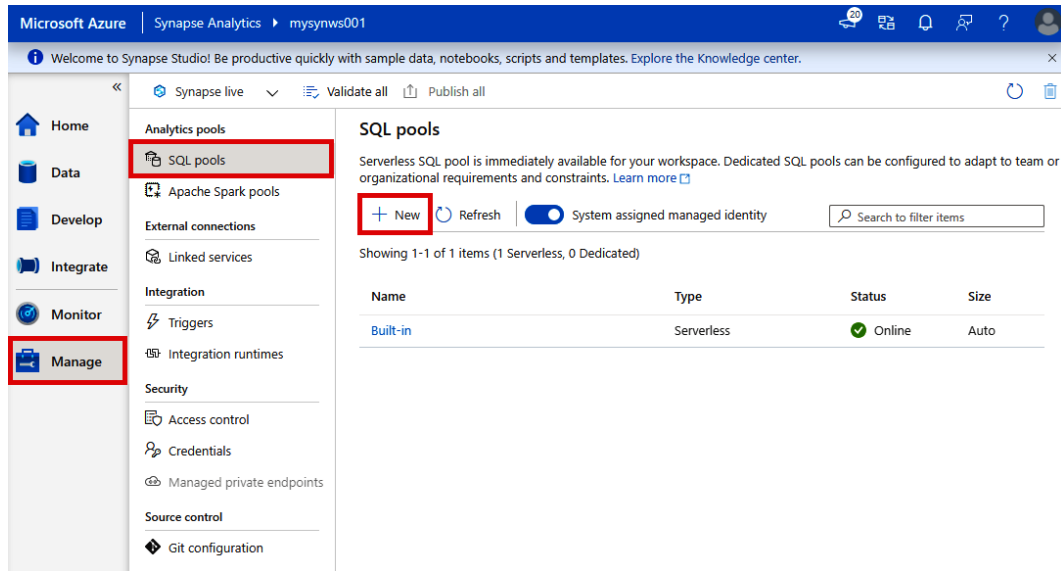 Microsoft Azure Synapse Analytics mysynws001 20 ?
Welcome to Synapse Studio! Be productive quickly with sample data, notebooks, scripts and templates. Explore the Knowledge center.
Synapse live Validate all Publish all
Home
Data
Develop
Integrate
Monitor
Manage
Analytics pools
SQL pools
Apache Spark pools
External connections
Linked services
Integration
Triggers
Integration runtimes
Security
Access control
Credentials
Managed private endpoints
Source control
Git configuration
SQL pools
Serverless SQL pool is immediately available for your workspace. Dedicated SQL pools can be configured to adapt to team or
organizational requirements and constraints. Learn more
New Refresh System assigned managed identity Search to filter items
Showing 1-1 of 1 items (1 Serverless, 0 Dedicated)
Name Type Status Size
Built-in Serverless Online Auto